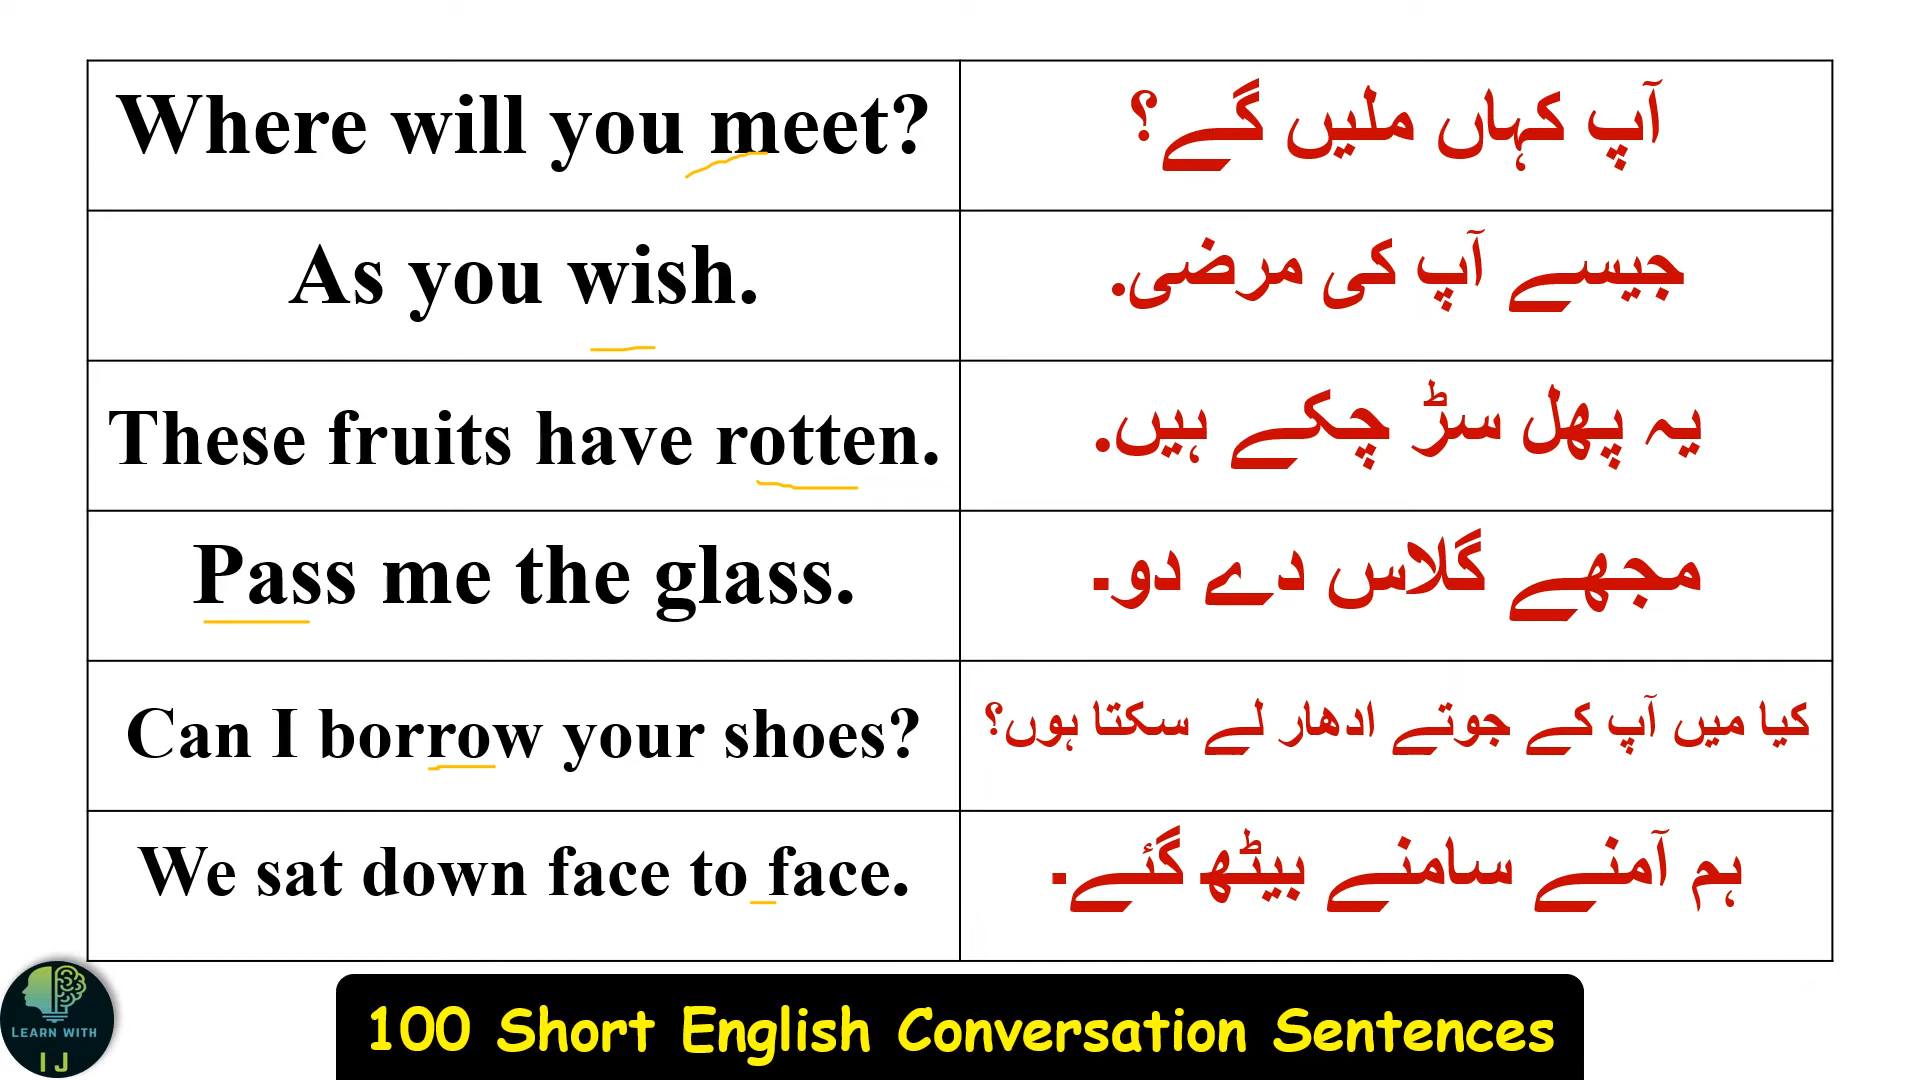 Where will you meet?
آپ کہاں ملیں گے؟
As you wish.
جیسے آپ کی مرضی.
These fruits have rotten.
یہ پھل سڑ چکے ہیں.
Pass me the glass.
مجھے گلاس دے دو۔
Can I borrow your shoes?
کیا میں آپ کے جوتے ادھار لے سکتا ہوں؟
We sat down face to face.
ہم آمنے سامنے بیٹھ گئے۔
LEARN WITH
I J
100 Short English Conversation Sentences